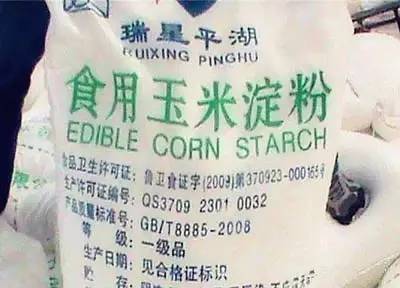 瑞星平湖
RUIXING PINGHU
食用玉米淀粉
EDIBLE CORN STARCH
食品卫生许可证: 鲁卫食证字(2009)第370923-000165号
生产许可证编号: QS3709 2301 0032
产品质量标准号: GB/T8885-2008
等 级: 一级品
生产日期: 见合格证标识
贮 存: